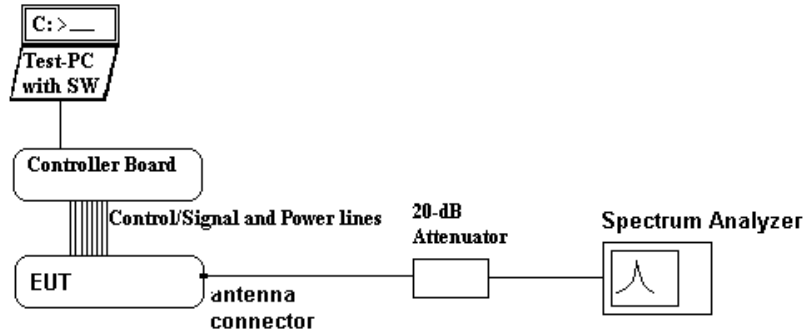 C:>__
Test-PC
with SW
Controller Board
Control/Signal and Power lines
20-dB
Attenuator
Spectrum Analyzer
EUT
antenna
connector